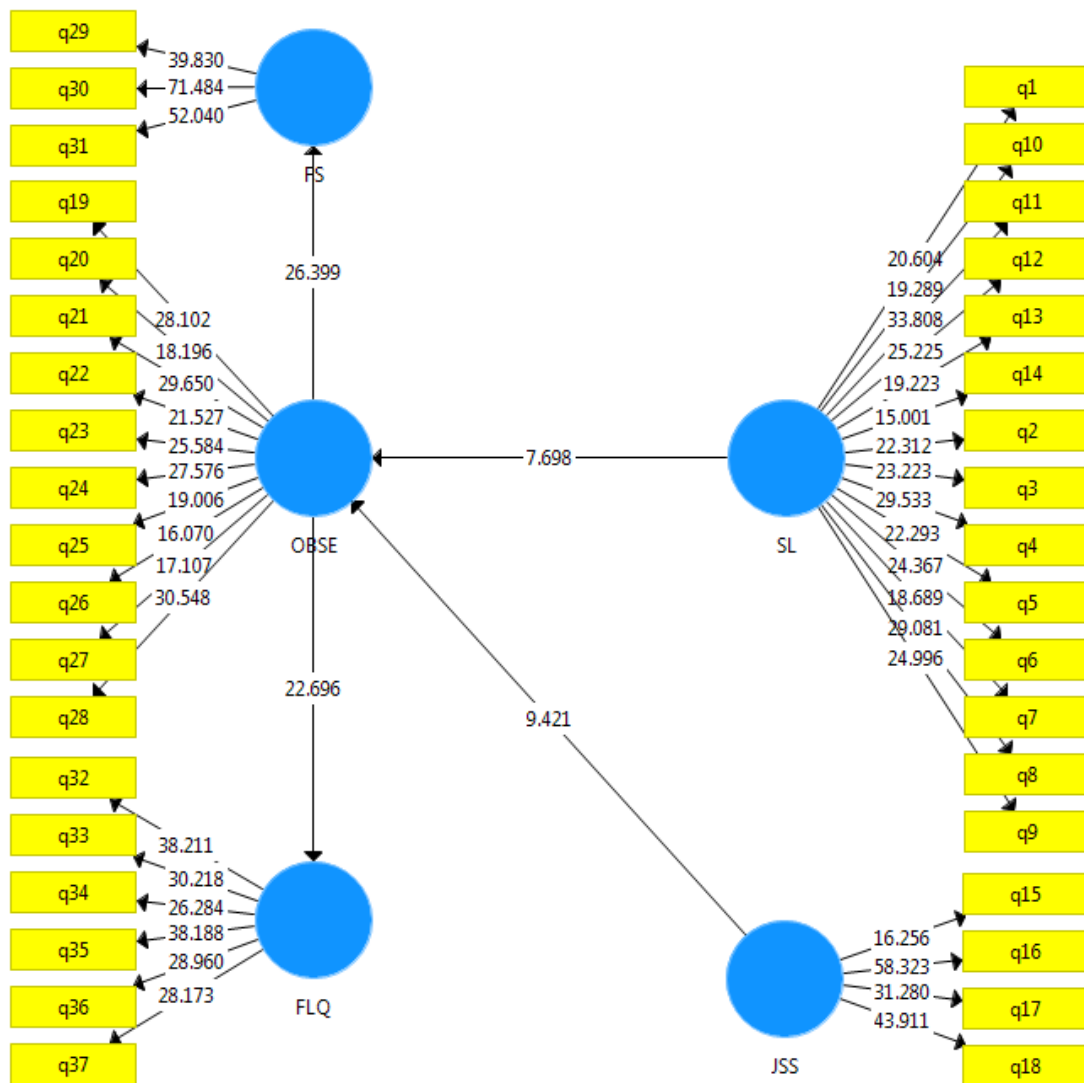 q29
q30
q31
39.830
71.484
52.040
FS
26.399
q19
q20
q21
q22
q23
q24
q25
q26
q27
q28
28.102
18.196
29.650
21.527
25.584
27.576
19.006
16.070
17.107
30.548
OBSE
7.698
22.696
9.421
q32
q33
q34
q35
q36
q37
38.211
30.218
26.284
38.188
28.960
28.173
FLQ
SL
20.604
19.289
33.808
25.225
19.223
15.001
22.312
23.223
29.533
22.293
24.367
18.689
29.081
24.996
q1
q10
q11
q12
q13
q14
q2
q3
q4
q5
q6
q7
q8
q9
JSS
16.256
58.323
31.280
43.911
q15
q16
q17
q18